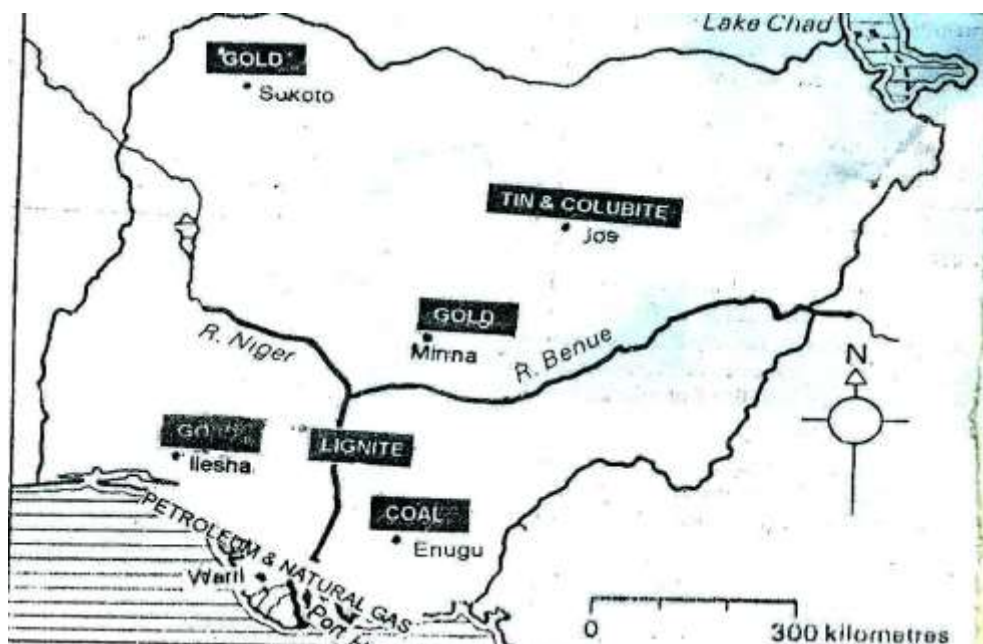 Lake Chad
"GOLD"
Sukoto
TIN & COLUBITE
Jos
GOLD
Minna
R. Niger
R. Benue
N
LIGNITE
Ilesha
COAL
Enugu
PETROLEUM & NATURAL GAS
Warri
Port
0 300 kilometres